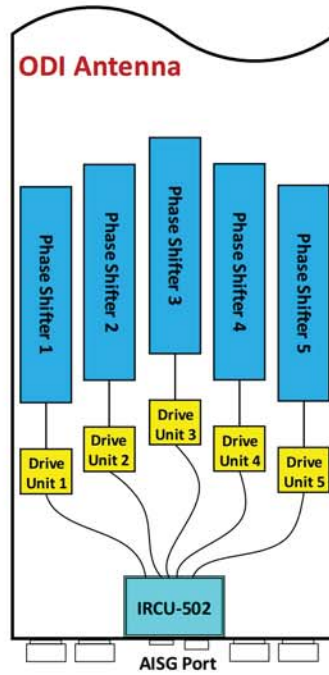 ODI Antenna
Phase Shifter 1
Phase Shifter 2
Phase Shifter 3
Phase Shifter 4
Phase Shifter 5
Drive
Unit 1
Drive
Unit 2
Drive
Unit 3
Drive
Unit 4
Drive
Unit 5
IRCU-502
AISG Port